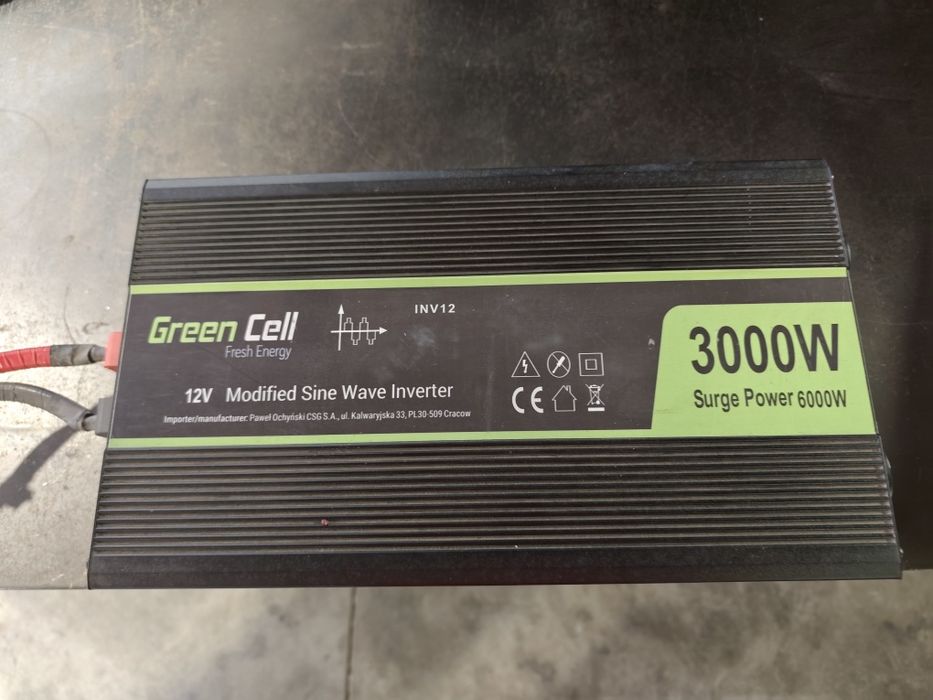 Green Cell
Fresh Energy
INV12
12V Modified Sine Wave Inverter
Importer/manufacturer: Paweł Ochyński CSG S.A., ul. Kalwaryjska 33, PL30-509 Cracow
CE
3000W
Surge Power 6000W